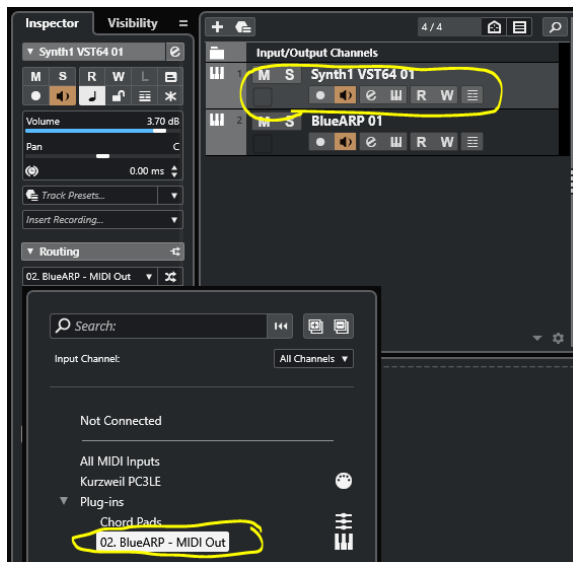 Inspector Visibility
4 / 4
Synth1 VST64 01
M S R W L
Volume 3.70 dB
Pan C
0.00 ms
Track Presets...
Insert Recording...
Routing
02. BlueARP - MIDI Out
Input/Output Channels
1 M S Synth1 VST64 01
R W
2 M S BlueARP 01
R W
Search:
Input Channel: All Channels
Not Connected
All MIDI Inputs
Kurzweil PC3LE
Plug-ins
Chord Pads
02. BlueARP - MIDI Out